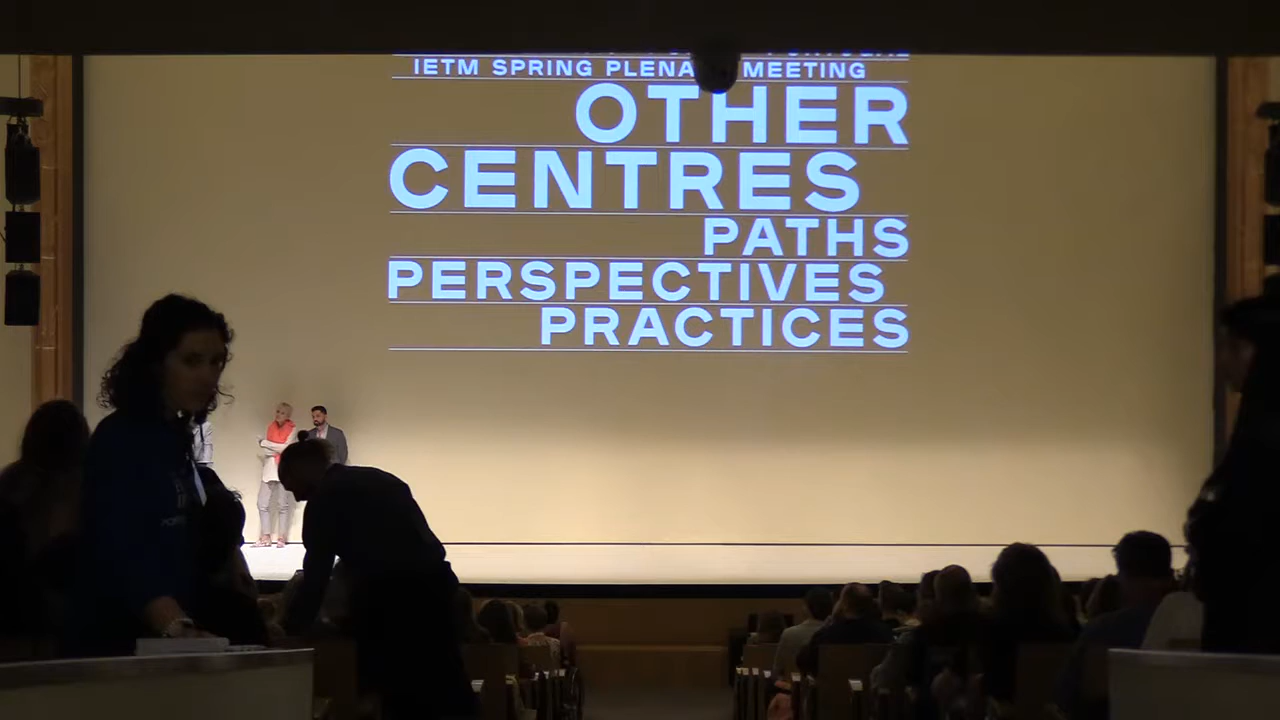 IETM SPRING MEETING
OTHER
CENTRES
PATHS
PERSPECTIVES
PRACTICES